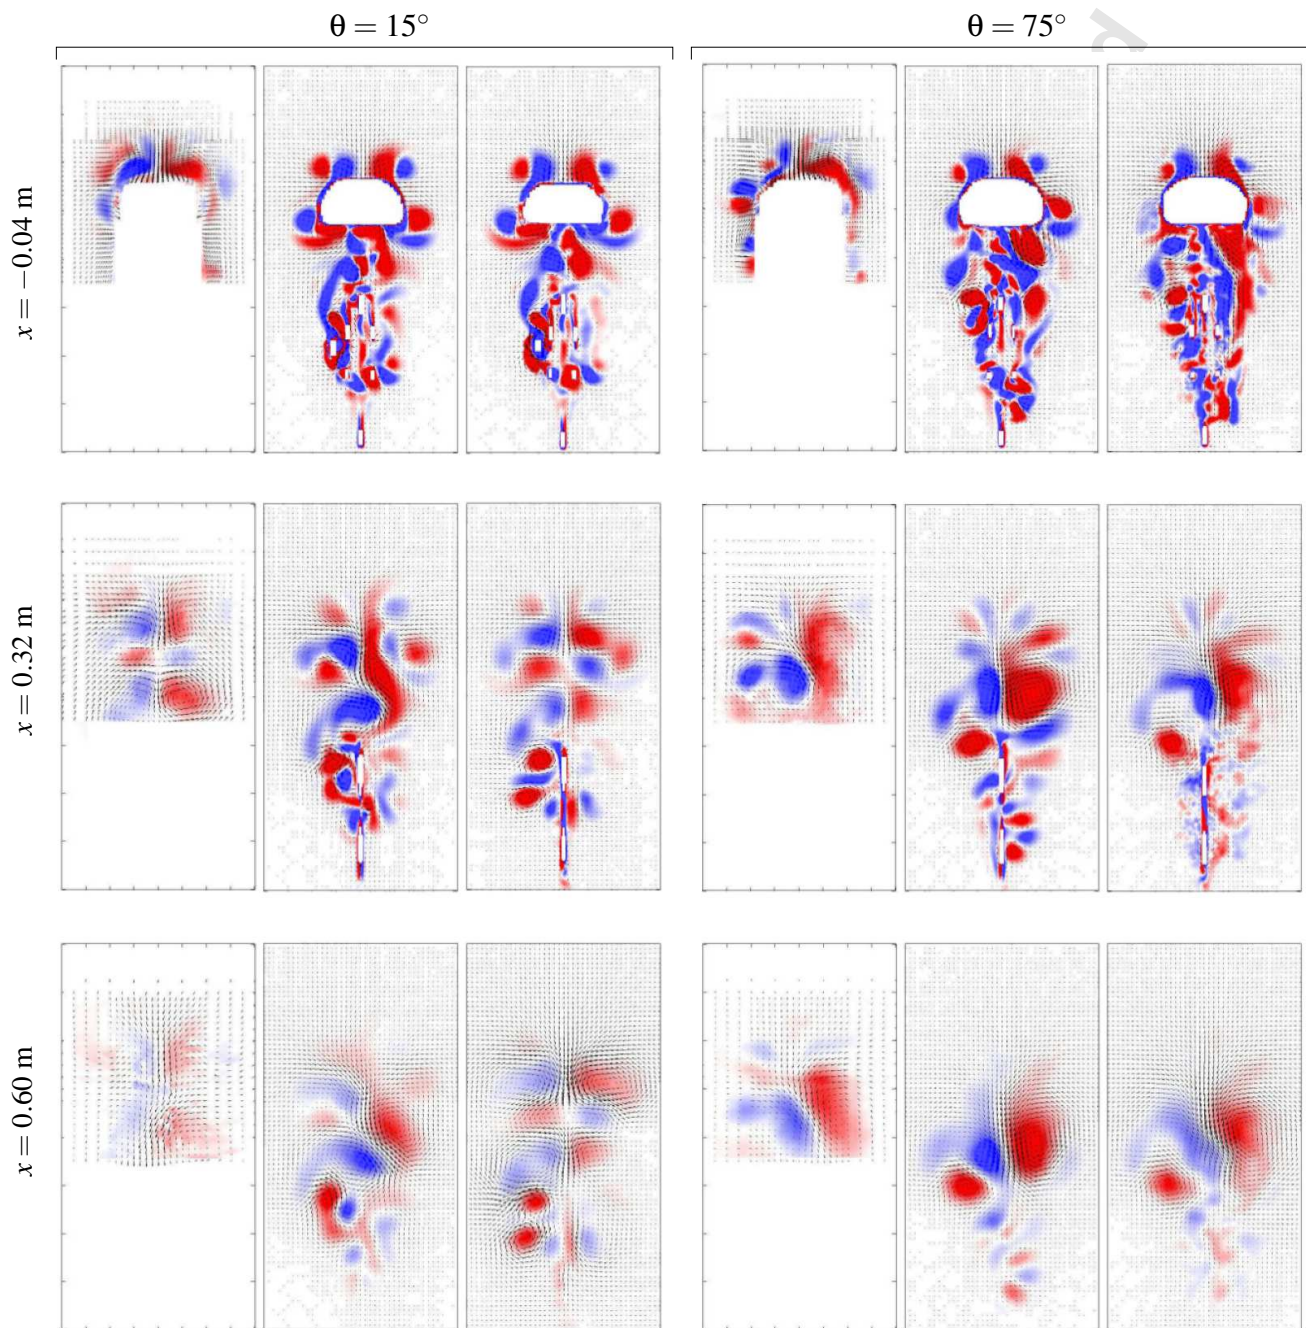 θ = 15°
θ = 75°
d
x = −0.04 m
x = 0.32 m
x = 0.60 m